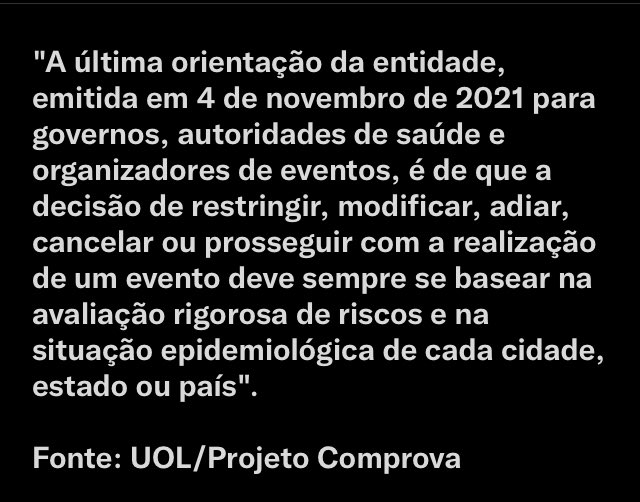 "A última orientação da entidade,
emitida em 4 de novembro de 2021 para
governos, autoridades de saúde e
organizadores de eventos, é de que a
decisão de restringir, modificar, adiar,
cancelar ou prosseguir com a realização
de um evento deve sempre se basear na
avaliação rigorosa de riscos e na
situação epidemiológica de cada cidade,
estado ou país".
Fonte: UOL/Projeto Comprova